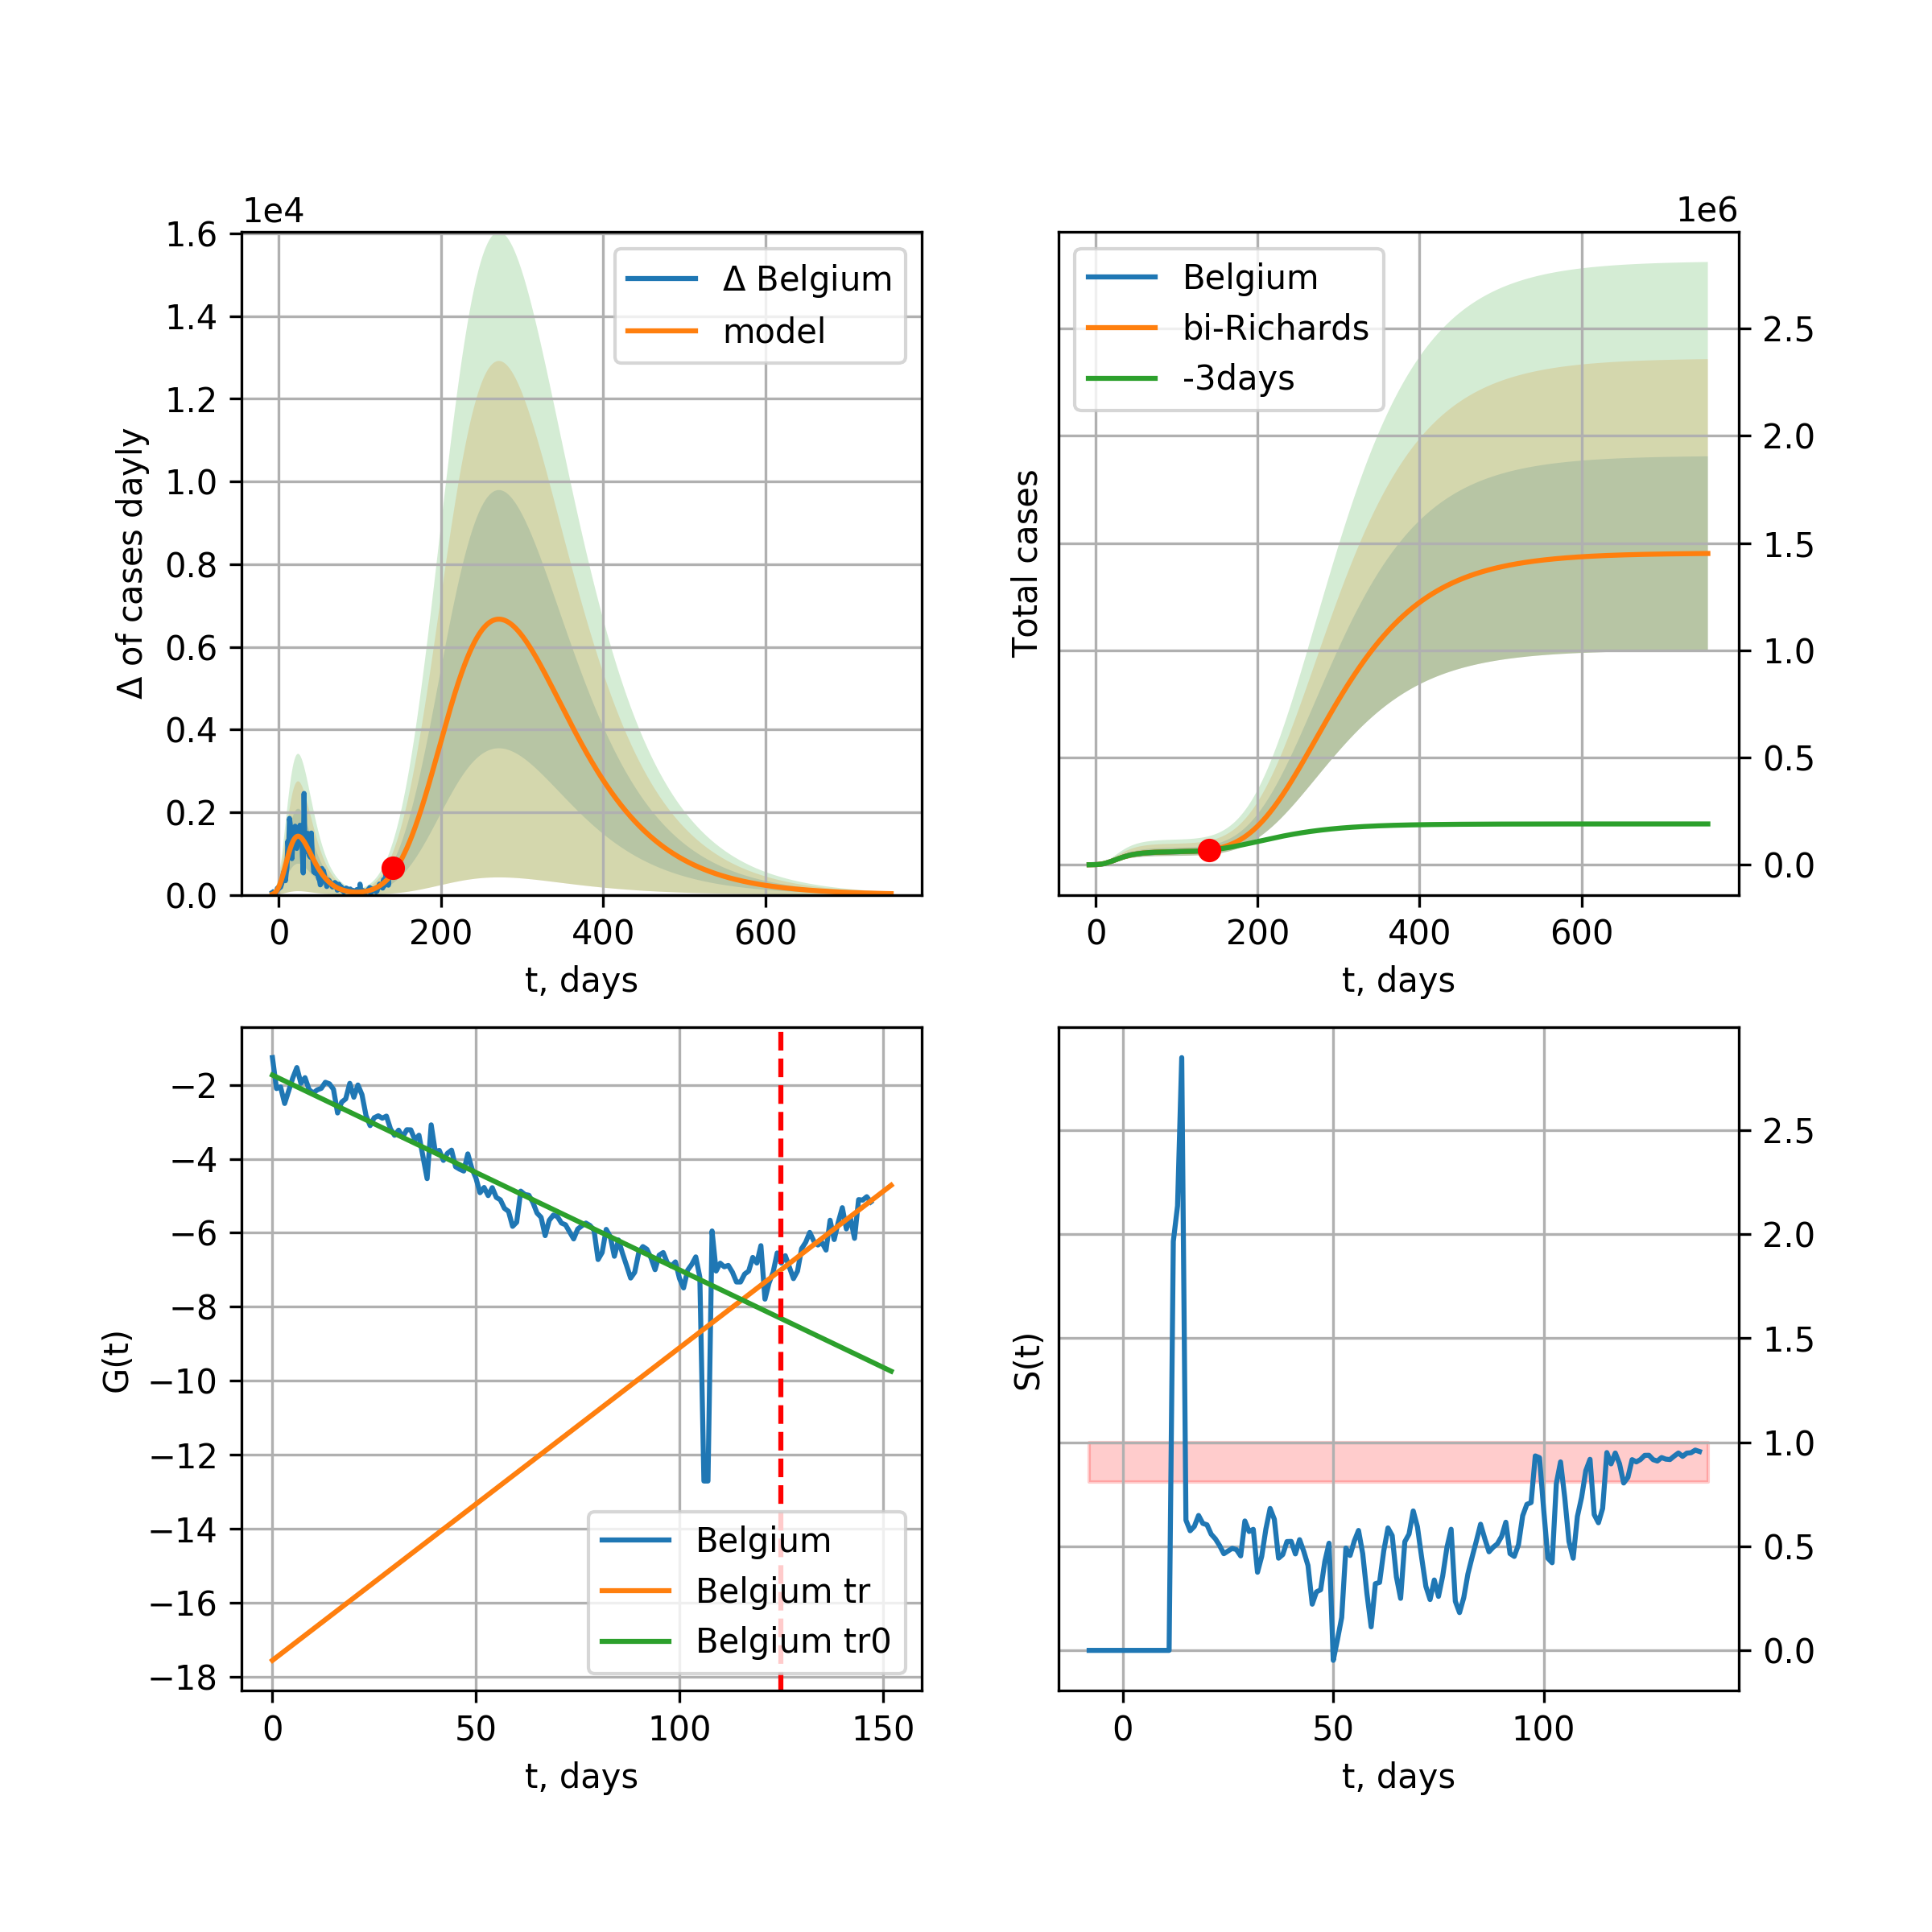 1e4
1.6
1.4
1.2
1.0
0.8
0.6
0.4
0.2
0.0
Δ of cases dayly
Δ Belgium
model
0 200 400 600
t, days
1e6
Total cases
Belgium
bi-Richards
-3days
2.5
2.0
1.5
1.0
0.5
0.0
0 200 400 600
t, days
G(t)
−2
−4
−6
−8
−10
−12
−14
−16
−18
Belgium
Belgium tr
Belgium tr0
0 50 100 150
t, days
S(t)
2.5
2.0
1.5
1.0
0.5
0.0
0 50 100
t, days